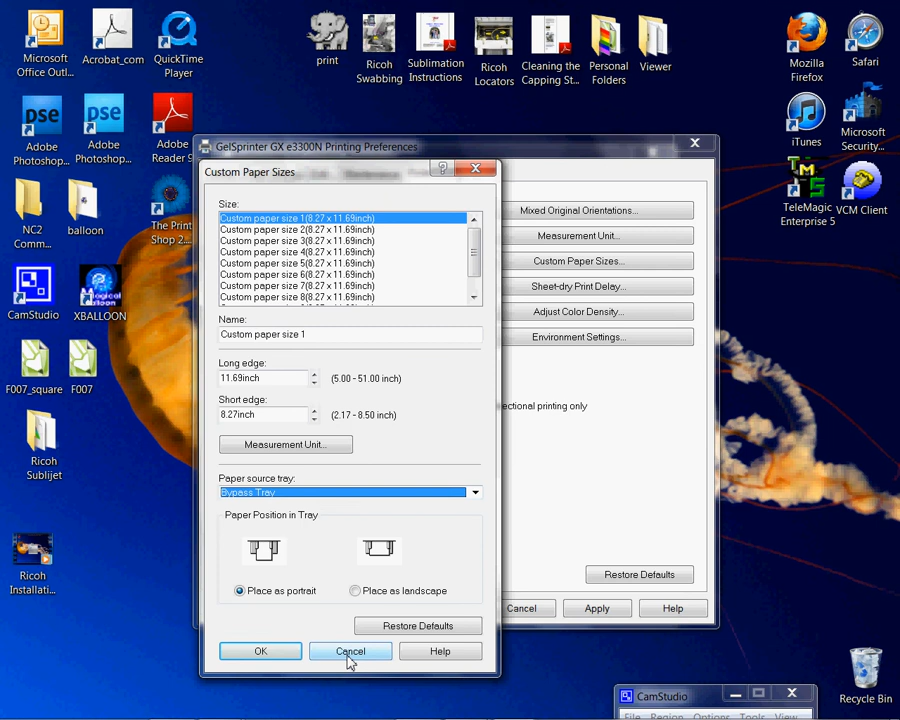 Microsoft
Office Outl...
Acrobat_com
QuickTime
Player
print
Ricoh
Swabbing
Sublimation
Instructions
Ricoh
Locators
Cleaning the
Capping St...
Personal
Folders
Viewer
Mozilla
Firefox
Safari
pse
Adobe
Photoshop...
pse
Adobe
Photoshop...
Adobe
Reader 9
iTunes
Microsoft
Security...
NC2
Comm...
balloon
The Print
Shop 2...
TeleMagic
Enterprise 5
VCM Client
CamStudio
XBALLOON
F007_square
F007
Ricoh
Sublijet
Ricoh
Installati...
Recycle Bin
GelSprinter GX e3300N Printing Preferences
X
Custom Paper Sizes
?
X
Size:
Custom paper size 1(8.27 x 11.69inch)
Custom paper size 2(8.27 x 11.69inch)
Custom paper size 3(8.27 x 11.69inch)
Custom paper size 4(8.27 x 11.69inch)
Custom paper size 5(8.27 x 11.69inch)
Custom paper size 6(8.27 x 11.69inch)
Custom paper size 7(8.27 x 11.69inch)
Custom paper size 8(8.27 x 11.69inch)
Name:
Custom paper size 1
Long edge:
11.69inch
(5.00 - 51.00 inch)
Short edge:
8.27inch
(2.17 - 8.50 inch)
Measurement Unit...
Paper source tray:
Bypass Tray
Paper Position in Tray
Place as portrait
Place as landscape
Restore Defaults
OK
Cancel
Help
Mixed Original Orientations...
Measurement Unit...
Custom Paper Sizes...
Sheet-dry Print Delay...
Adjust Color Density...
Environment Settings...
ectional printing only
Restore Defaults
Cancel
Apply
Help
CamStudio
File Region Options Tools View